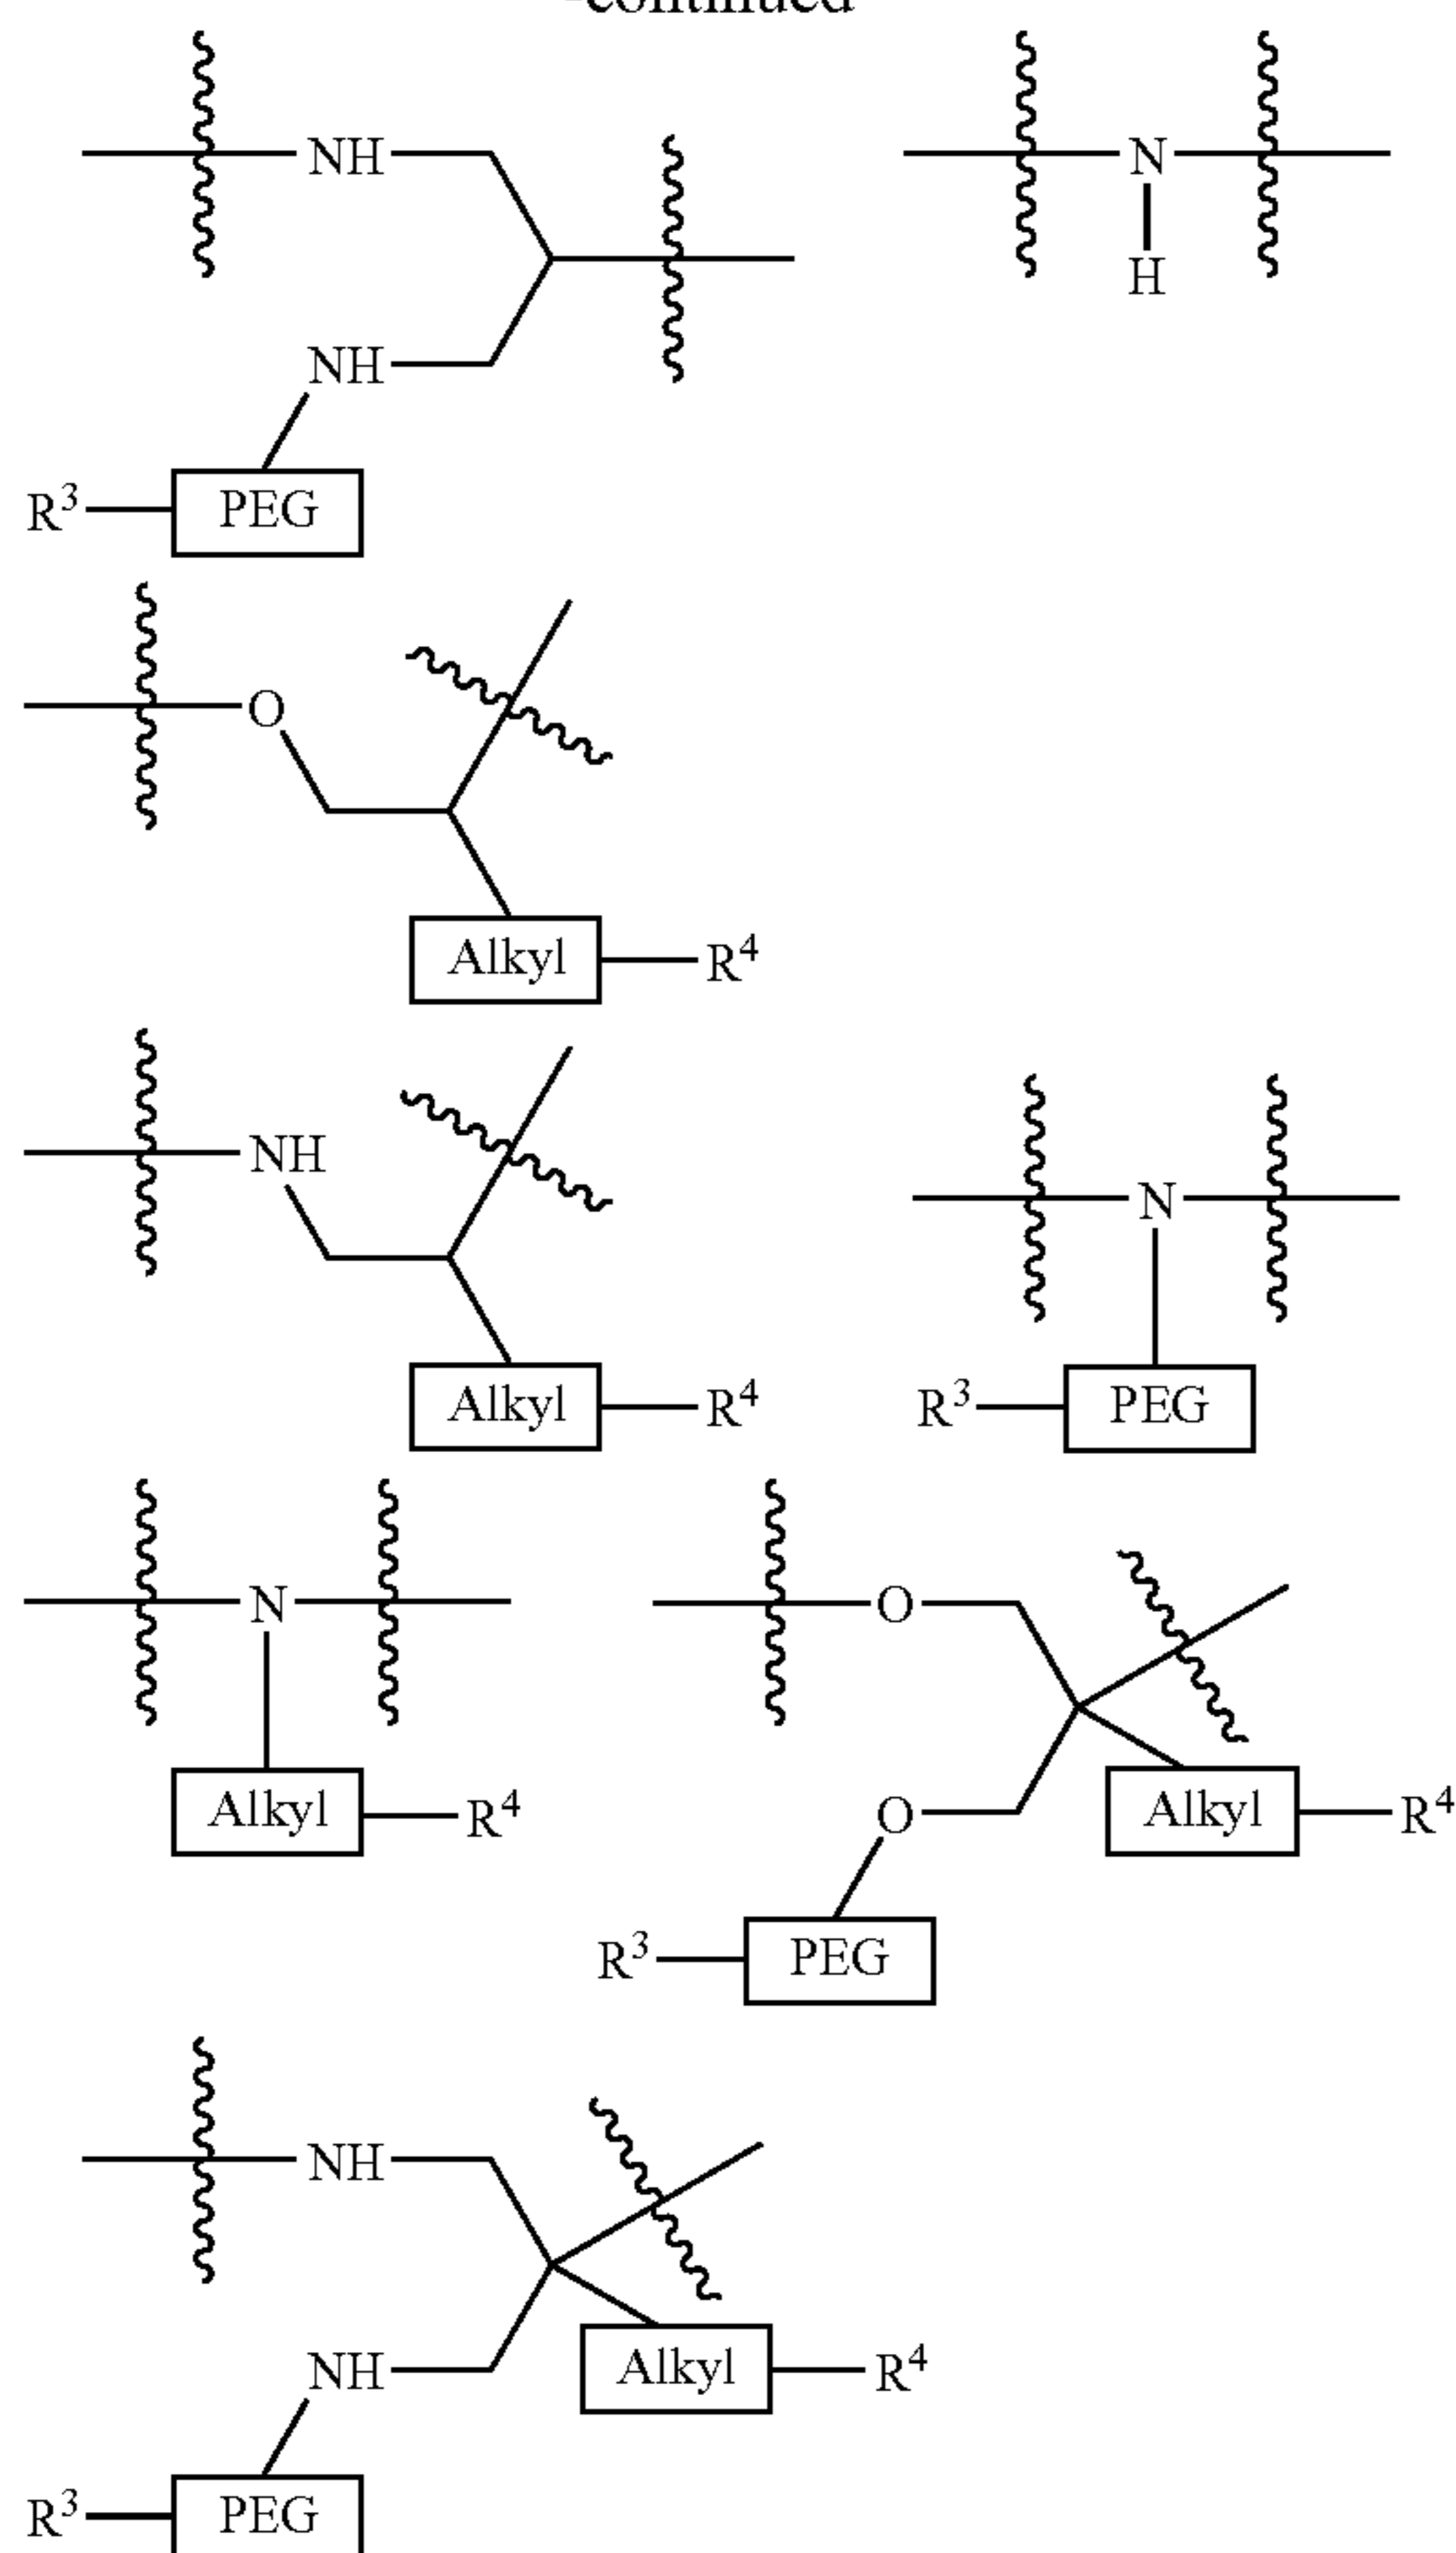 -continued
NH
N
H
NH
R³
PEG
O
Alkyl
R⁴
NH
N
Alkyl
R⁴
R³
PEG
N
O
Alkyl
R⁴
O
Alkyl
R⁴
R³
PEG
NH
NH
Alkyl
R⁴
R³
PEG